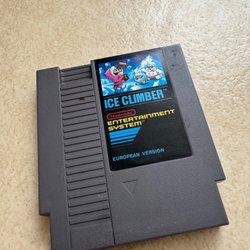 ICE CLIMBER
Nintendo
ENTERTAINMENT
SYSTEM
EUROPEAN VERSION